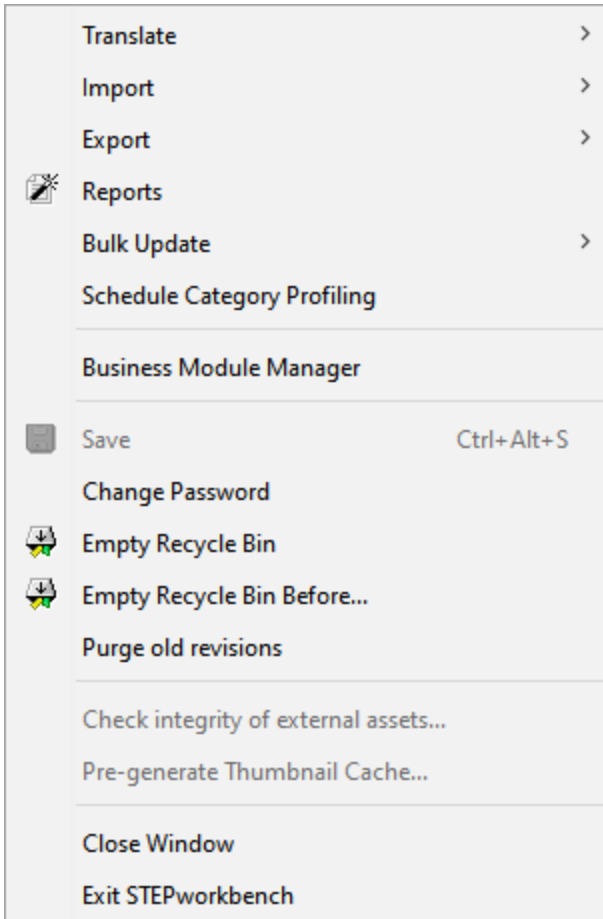 Translate
Import
Export
Reports
Bulk Update
Schedule Category Profiling
Business Module Manager
Save Ctrl+Alt+S
Change Password
Empty Recycle Bin
Empty Recycle Bin Before...
Purge old revisions
Check integrity of external assets...
Pre-generate Thumbnail Cache...
Close Window
Exit STEPworkbench